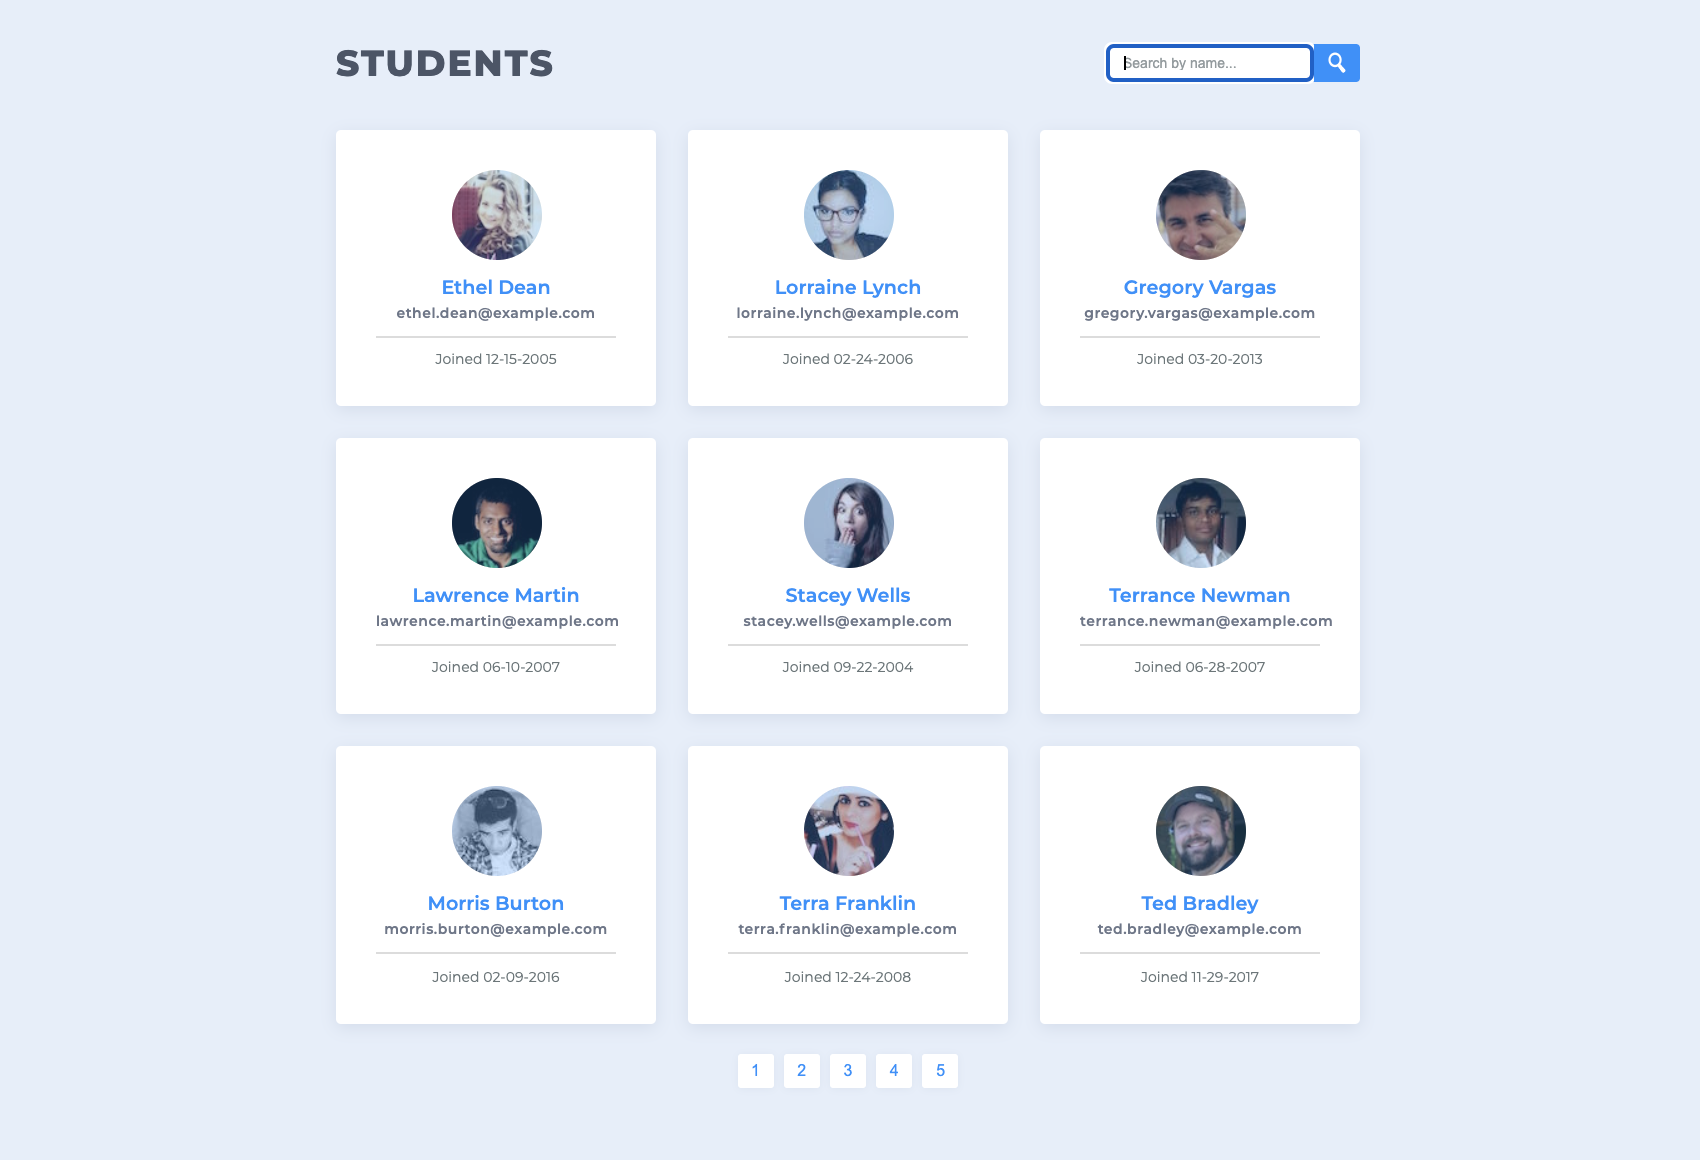 STUDENTS
Search by name...
Ethel Dean
ethel.dean@example.com
Joined 12-15-2005
Lorraine Lynch
lorraine.lynch@example.com
Joined 02-24-2006
Gregory Vargas
gregory.vargas@example.com
Joined 03-20-2013
Lawrence Martin
lawrence.martin@example.com
Joined 06-10-2007
Stacey Wells
stacey.wells@example.com
Joined 09-22-2004
Terrance Newman
terrance.newman@example.com
Joined 06-28-2007
Morris Burton
morris.burton@example.com
Joined 02-09-2016
Terra Franklin
terra.franklin@example.com
Joined 12-24-2008
Ted Bradley
ted.bradley@example.com
Joined 11-29-2017
1 2 3 4 5